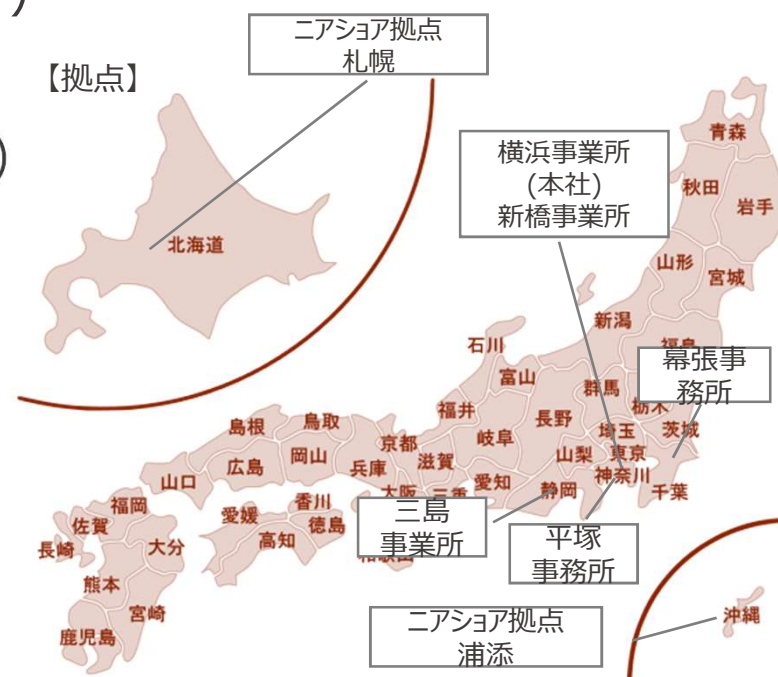 )
)
【拠点】
ニアショア拠点
札幌
北海道
横浜事業所
(本社)
新橋事業所
青森
秋田
岩手
山形
宮城
新潟
福島
幕張事
務所
石川
富山
群馬
栃木
福井
長野
埼玉
茨城
島根
鳥取
京都
岐阜
山梨
東京
広島
岡山
兵庫
滋賀
愛知
静岡
神奈川
千葉
山口
大阪
三重
福岡
佐賀
長崎
大分
熊本
宮崎
鹿児島
愛媛
香川
徳島
高知
和歌山
三島
事業所
平塚
事務所
ニアショア拠点
浦添
沖縄